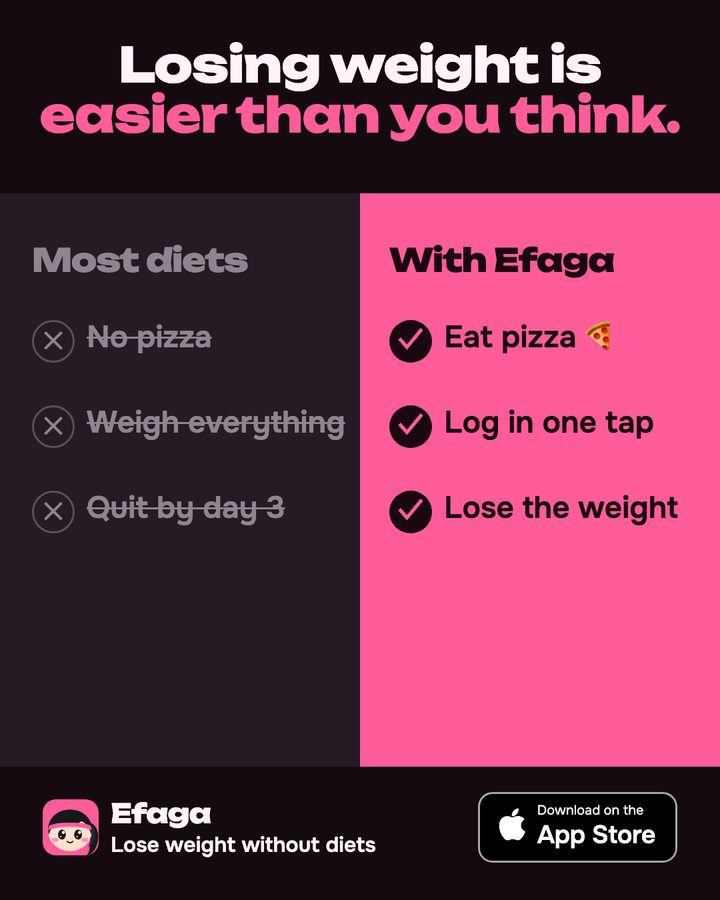 Losing weight is
easier than you think.
Most diets
No pizza
Weigh everything
Quit by day 3
With Efaga
Eat pizza 🍕
Log in one tap
Lose the weight
Efaga
Lose weight without diets
Download on the
App Store